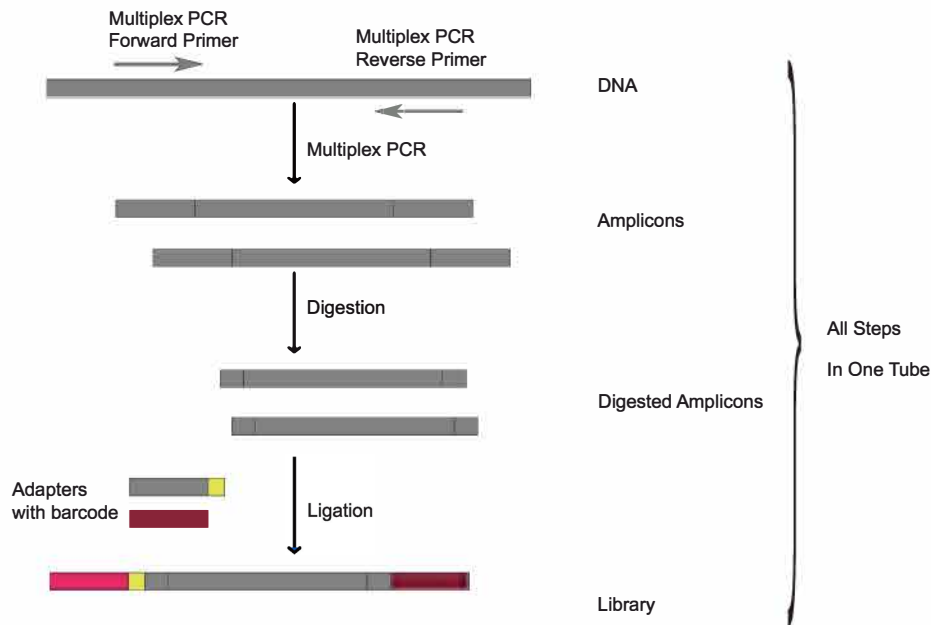 Multiplex PCR
Forward Primer
Multiplex PCR
Reverse Primer
DNA
Multiplex PCR
Amplicons
Digestion
All Steps
In One Tube
Digested Amplicons
Adapters
with barcode
Ligation
Library